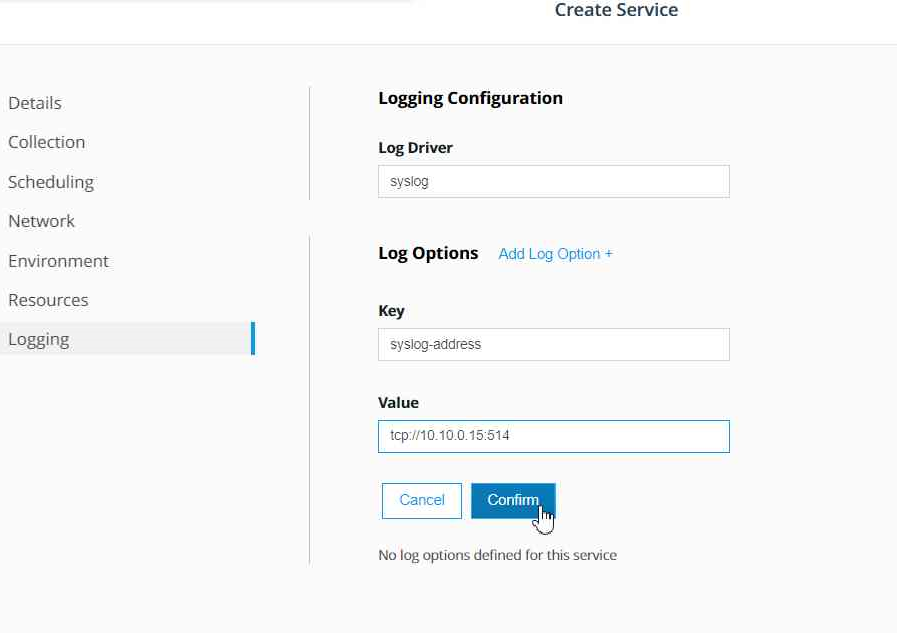 Create Service
Details
Collection
Scheduling
Network
Environment
Resources
Logging
Logging Configuration
Log Driver
syslog
Log Options Add Log Option +
Key
syslog-address
Value
tcp://10.10.0.15:514
Cancel Confirm
No log options defined for this service